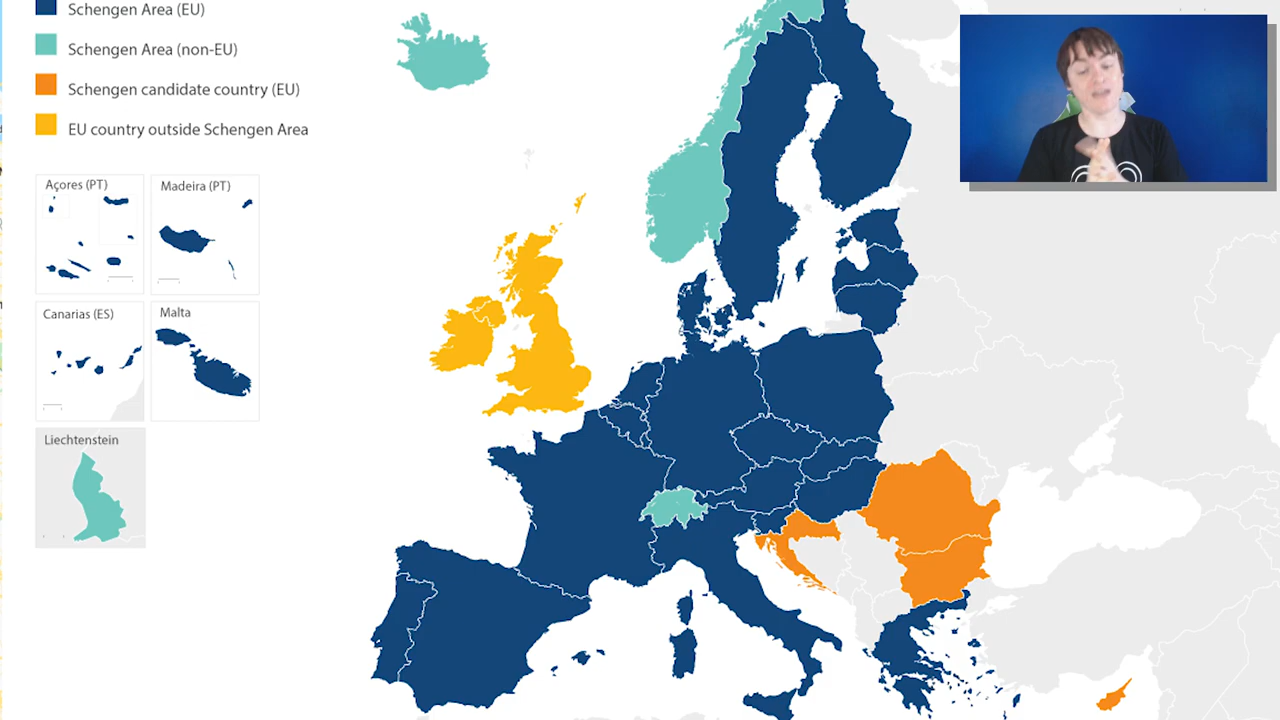 Schengen Area (EU)
Schengen Area (non-EU)
Schengen candidate country (EU)
EU country outside Schengen Area
Açores (PT)
Madeira (PT)
Canarias (ES)
Malta
Liechtenstein